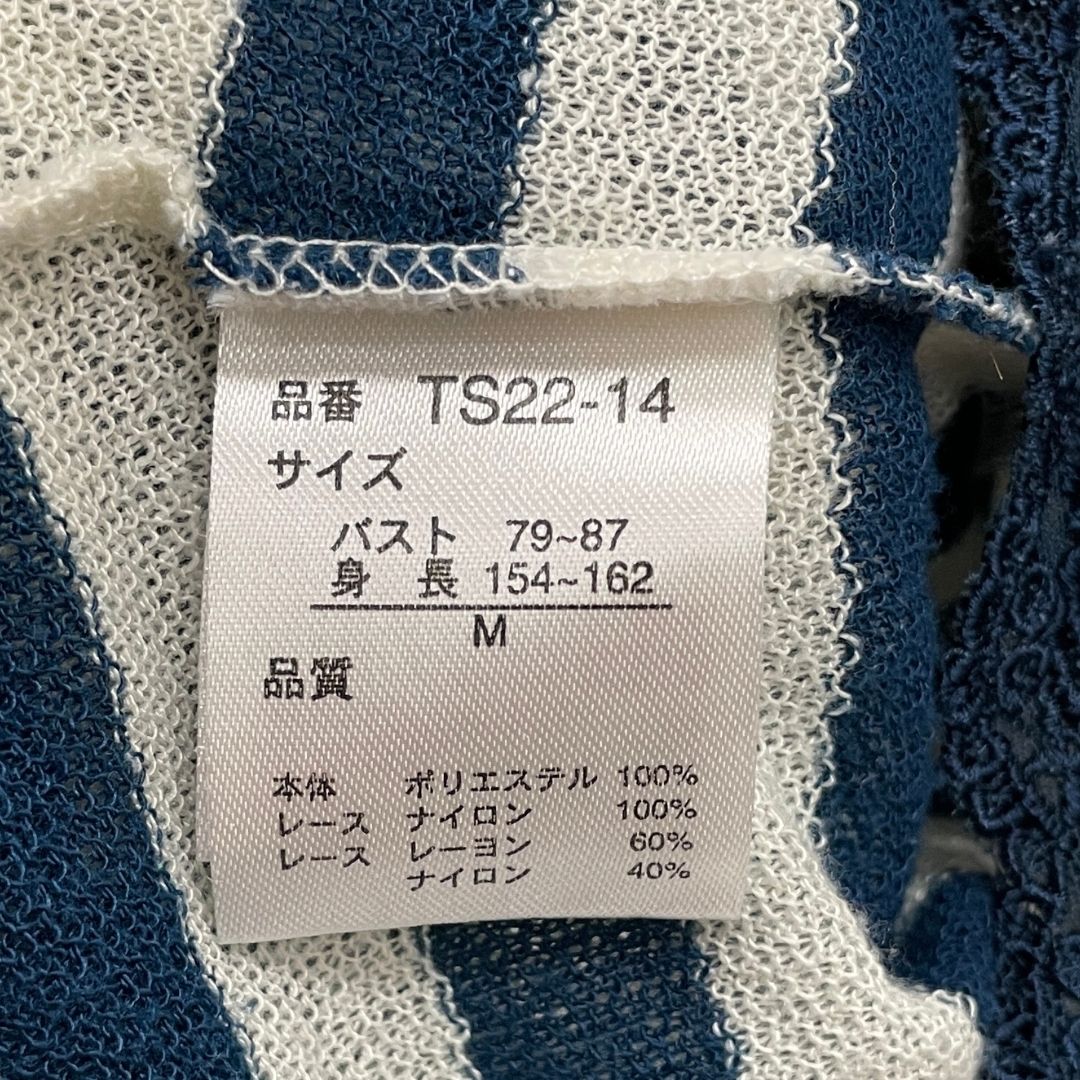 品番 TS22-14
サイズ
バスト 79~87
身 長 154~162
M
品質
本体 ポリエステル 100%
レース ナイロン 100%
レース レーヨン 60%
ナイロン 40%